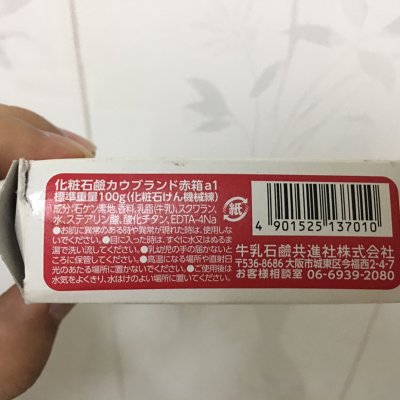 化粧石鹸カウブランド赤箱a1
標準重量100g(化粧石けん機械練)
成分:石ケン素地、香料、乳脂(牛乳)、スクワラン、
水、ステアリン酸、酸化チタン、EDTA-4Na
●お肌に異常のある時や異常が現れた時は、使用しな
いでください。●目に入った時は、すぐに水又はぬるま
湯で洗い流してください。●乳幼児の手の届かないと
ころに保管してください。●高温になる場所や直射日
光のあたる場所に置かないでください。●ご使用後は
水気をよくきり、水はけのよい場所に置いてください。
紙
4 901525 137010
牛乳石鹸共進社株式会社
〒536-8686 大阪市城東区今福西2-4-7
お客様相談室 06-6939-2080